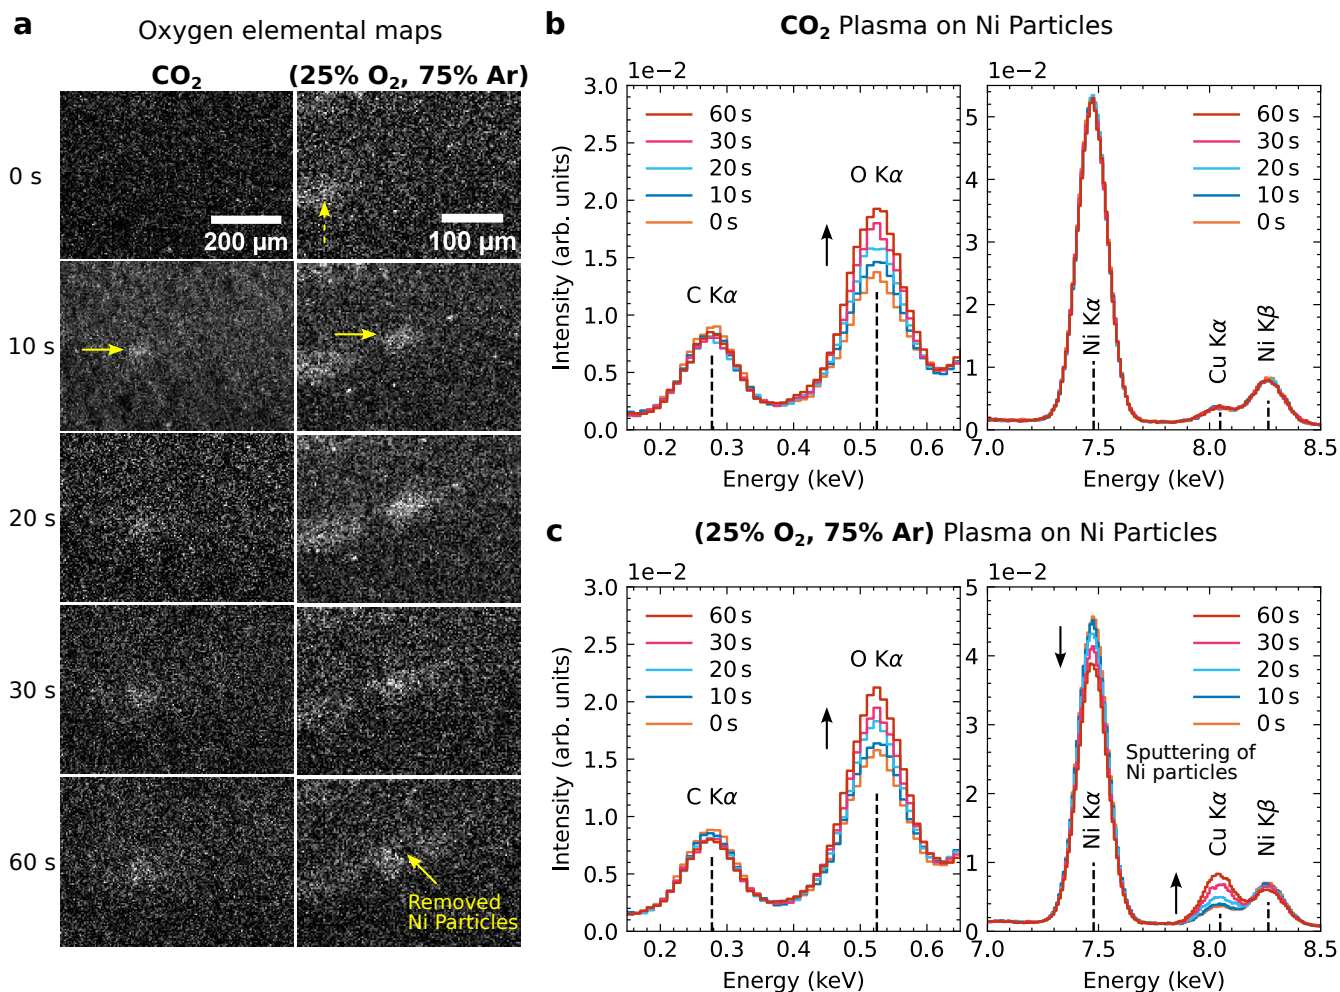 a
Oxygen elemental maps
CO₂
(25% O₂, 75% Ar)
0 s
200 μm
100 μm
10 s
20 s
30 s
60 s
Removed
Ni Particles
b
CO₂ Plasma on Ni Particles
1e−2
3.0
2.5
2.0
1.5
1.0
0.5
0.0
Intensity (arb. units)
60 s
30 s
20 s
10 s
0 s
C Kα
O Kα
0.2
0.3
0.4
0.5
0.6
Energy (keV)
1e−2
5
4
3
2
1
0
60 s
30 s
20 s
10 s
0 s
Ni Kα
Cu Kα
Ni Kβ
7.0
7.5
8.0
8.5
Energy (keV)
c
(25% O₂, 75% Ar) Plasma on Ni Particles
1e−2
3.0
2.5
2.0
1.5
1.0
0.5
0.0
Intensity (arb. units)
60 s
30 s
20 s
10 s
0 s
C Kα
O Kα
0.2
0.3
0.4
0.5
0.6
Energy (keV)
1e−2
5
4
3
2
1
0
60 s
30 s
20 s
10 s
0 s
Sputtering of
Ni particles
Ni Kα
Cu Kα
Ni Kβ
7.0
7.5
8.0
8.5
Energy (keV)